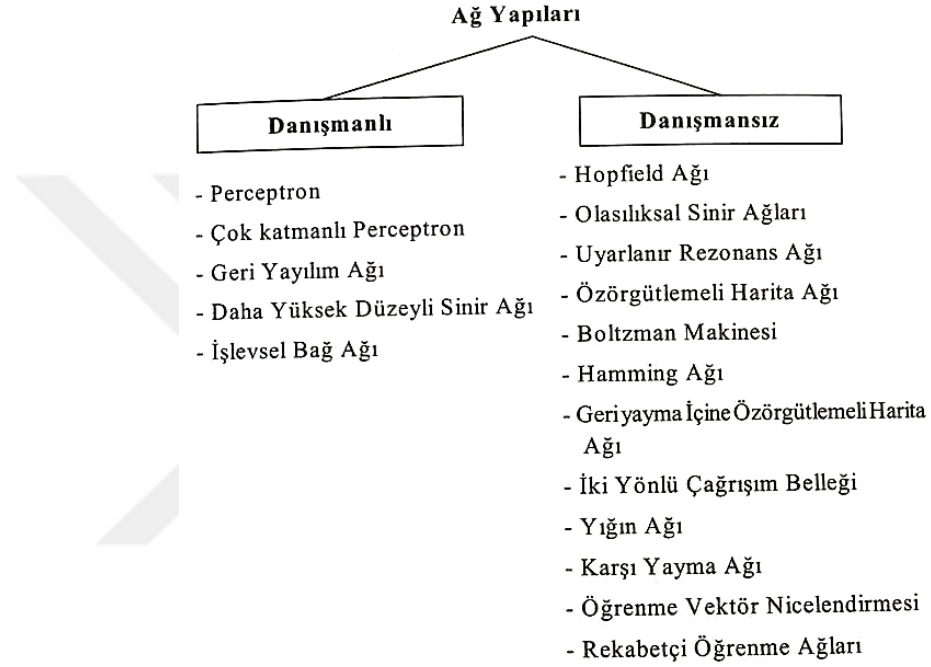 Ağ Yapıları
Danışmanlı
- Perceptron
- Çok katmanlı Perceptron
- Geri Yayılım Ağı
- Daha Yüksek Düzeyli Sinir Ağı
- İşlevsel Bağ Ağı
Danışmansız
- Hopfield Ağı
- Olasılıksal Sinir Ağları
- Uyarlanır Rezonans Ağı
- Özörgütlemeli Harita Ağı
- Boltzman Makinesi
- Hamming Ağı
- Geriyayma İçine Özörgütlemeli Harita
Ağı
- İki Yönlü Çağrışım Belleği
- Yığın Ağı
- Karşı Yayma Ağı
- Öğrenme Vektör Nicelendirmesi
- Rekabetçi Öğrenme Ağları